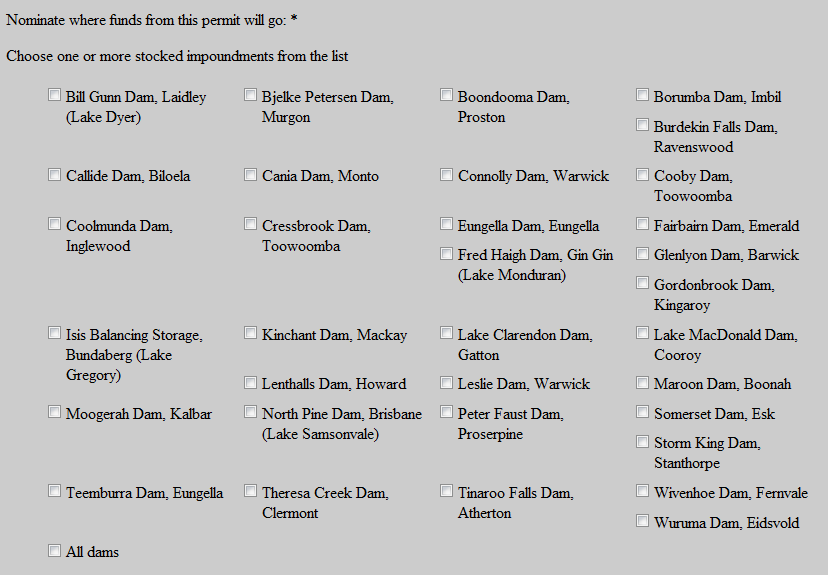 Nominate where funds from this permit will go: *
Choose one or more stocked impoundments from the list
Bill Gunn Dam, Laidley
(Lake Dyer)
Bjelke Petersen Dam,
Murgon
Boondooma Dam,
Proston
Borumba Dam, Imbil
Burdekin Falls Dam,
Ravenswood
Callide Dam, Biloela
Cania Dam, Monto
Connolly Dam, Warwick
Cooby Dam,
Toowoomba
Coolmunda Dam,
Inglewood
Cressbrook Dam,
Toowoomba
Eungella Dam, Eungella
Fairbairn Dam, Emerald
Fred Haigh Dam, Gin Gin
(Lake Monduran)
Glenlyon Dam, Barwick
Gordonbrook Dam,
Kingaroy
Isis Balancing Storage,
Bundaberg (Lake
Gregory)
Kinchant Dam, Mackay
Lake Clarendon Dam,
Gatton
Lake MacDonald Dam,
Cooroy
Lenthalls Dam, Howard
Leslie Dam, Warwick
Maroon Dam, Boonah
Moogerah Dam, Kalbar
North Pine Dam, Brisbane
(Lake Samsonvale)
Peter Faust Dam,
Proserpine
Somerset Dam, Esk
Storm King Dam,
Stanthorpe
Teemburra Dam, Eungella
Theresa Creek Dam,
Clermont
Tinaroo Falls Dam,
Atherton
Wivenhoe Dam, Fernvale
Wuruma Dam, Eidsvold
All dams